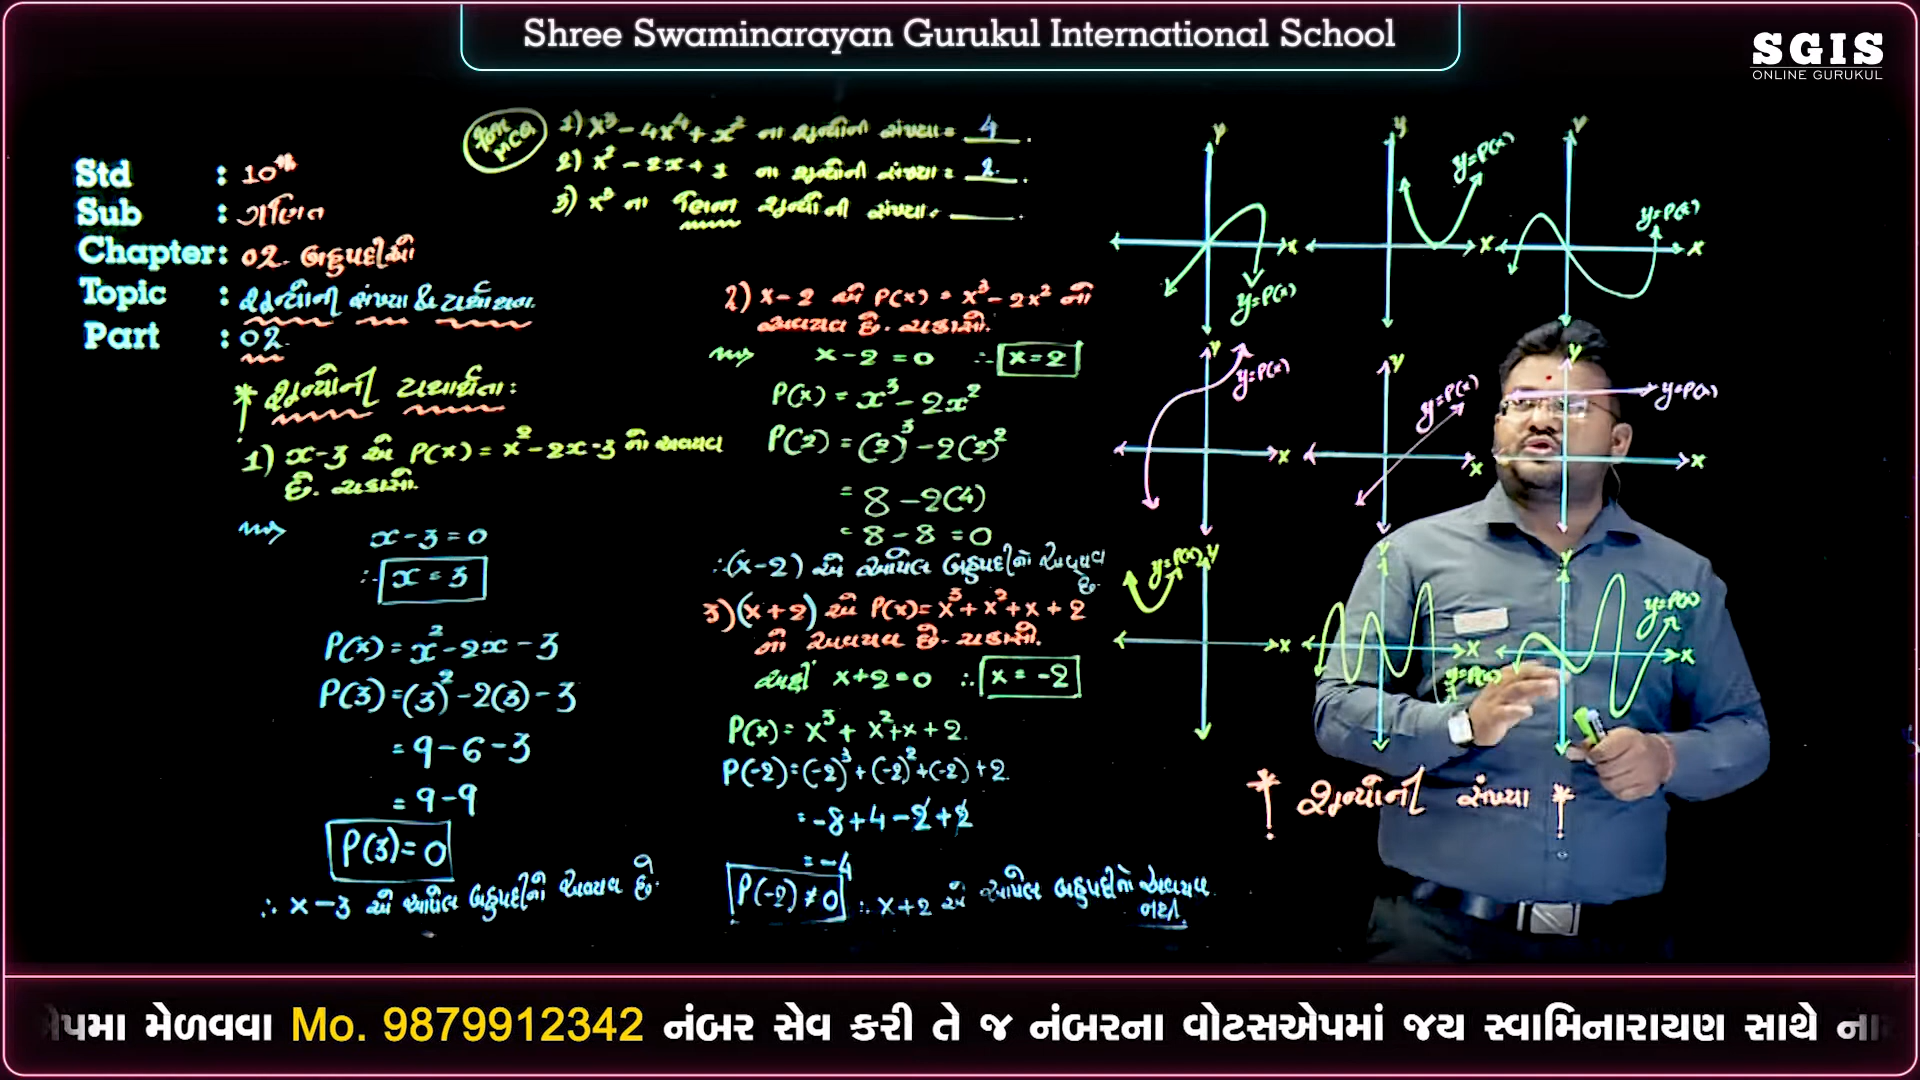 Shree Swaminarayan Gurukul International School
SGIS
ONLINE GURUKUL
Std : 10th
Sub : ગણિત
Chapter : 02. બહુપદીઓ
Topic : શૂન્યોની સંખ્યા & યર્થાથતા.
Part : 02.
1) x³ - 4x⁴ + x² ના શૂન્યોની સંખ્યા = 4.
2) x² - 2x + 1 ના શૂન્યોની સંખ્યા = 2.
3) x³ ના ભિન્ન શૂન્યોની સંખ્યા = ____.
* શૂન્યોની યથાર્થતા:
1) x-3 એ P(x) = x² - 2x - 3 નો અવયવ
છે. ચકાસો.
x - 3 = 0
∴ x = 3
P(x) = x² - 2x - 3
P(3) = (3)² - 2(3) - 3
= 9 - 6 - 3
= 9 - 9
P(3) = 0
∴ x - 3 એ આપેલ બહુપદીનો અવયવ છે.
2) x - 2 એ P(x) = x³ - 2x² નો
અવયવ છે. ચકાસો.
x - 2 = 0 ∴ x = 2
P(x) = x³ - 2x²
P(2) = (2)³ - 2(2)²
= 8 - 2(4)
= 8 - 8 = 0
∴ (x-2) એ આપેલ બહુપદીનો અવયવ
છે.
3) (x+2) એ P(x) = x³ + x² + x + 2
નો અવયવ છે. ચકાસો.
અહીં x+2 = 0 ∴ x = -2
P(x) = x³ + x² + x + 2.
P(-2) = (-2)³ + (-2)² + (-2) + 2.
= -8 + 4 - 2 + 2
= -4
P(-2) ≠ 0 ∴ x+2 એ આપેલ બહુપદીનો અવયવ
નથી.
y y y
y=P(x)
y=P(x)
x x x
y=P(x)
y y y
y=P(x) y=P(x) y=P(x)
x x x
y=P(x) y y y
y=P(x)
x x x
y=P(x)
* શૂન્યોની સંખ્યા *
પમા મેળવવા Mo. 9879912342 નંબર સેવ કરી તે જ નંબરના વોટસએપમાં જય સ્વામિનારાયણ સાથે